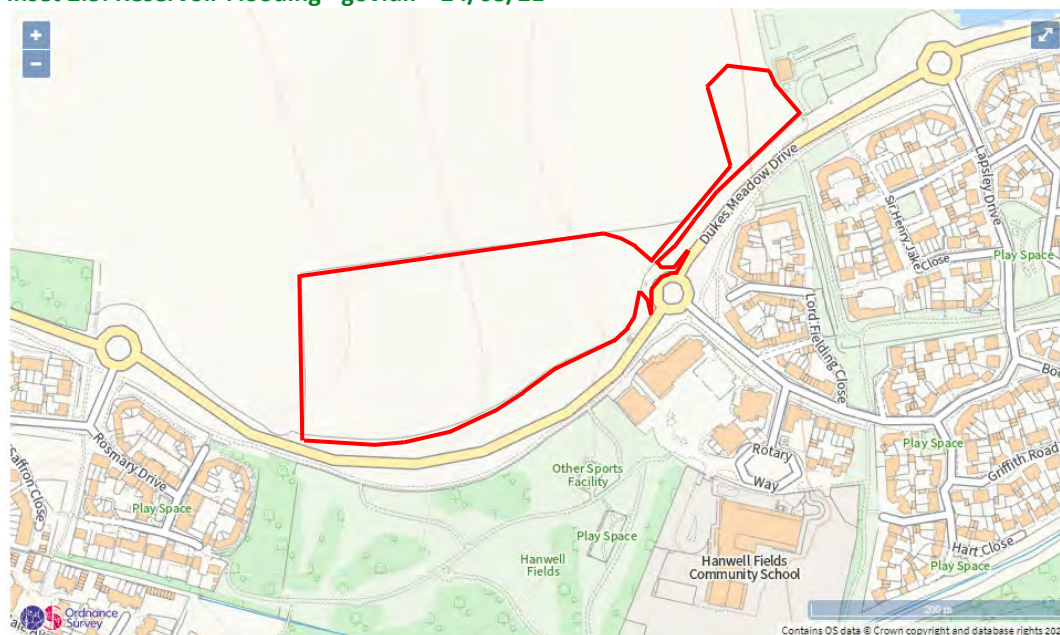 +
−
Dukes Meadow Drive
Lapsley Drive
Sir Henry Jake
Close
Play Space
Lord Fielding Close
Rosmary Drive
Saffron Close
Play Space
Other Sports
Facility
Play Space
Hanwell
Fields
Rotary
Way
Hanwell Fields
Community School
Play Space
Griffith Road
Hart Close
Play Space
Ordnance
Survey
200 m
Contains OS data © Crown copyright and database rights 202